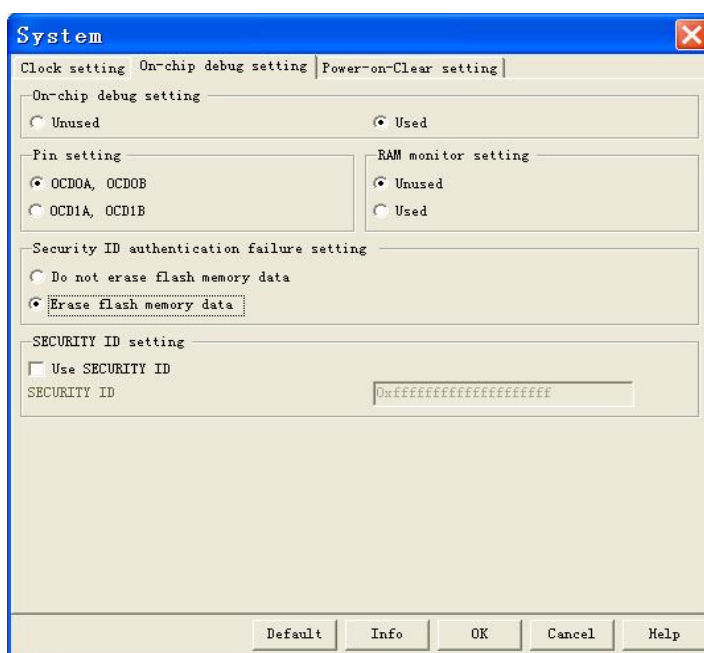 System
Clock setting On-chip debug setting Power-on-Clear setting
On-chip debug setting
Unused Used
Pin setting RAM monitor setting
OCD0A, OCD0B Unused
OCD1A, OCD1B Used
Security ID authentication failure setting
Do not erase flash memory data
Erase flash memory data
SECURITY ID setting
Use SECURITY ID
SECURITY ID 0xffffffffffffffffffff
Default Info OK Cancel Help